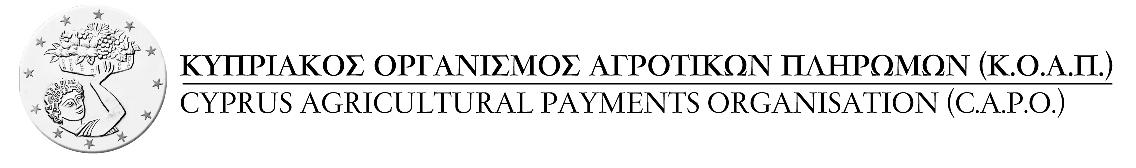 ΚΥΠΡΙΑΚΟΣ ΟΡΓΑΝΙΣΜΟΣ ΑΓΡΟΤΙΚΩΝ ΠΛΗΡΩΜΩΝ (Κ.Ο.Α.Π.)
CYPRUS AGRICULTURAL PAYMENTS ORGANISATION (C.A.P.O.)